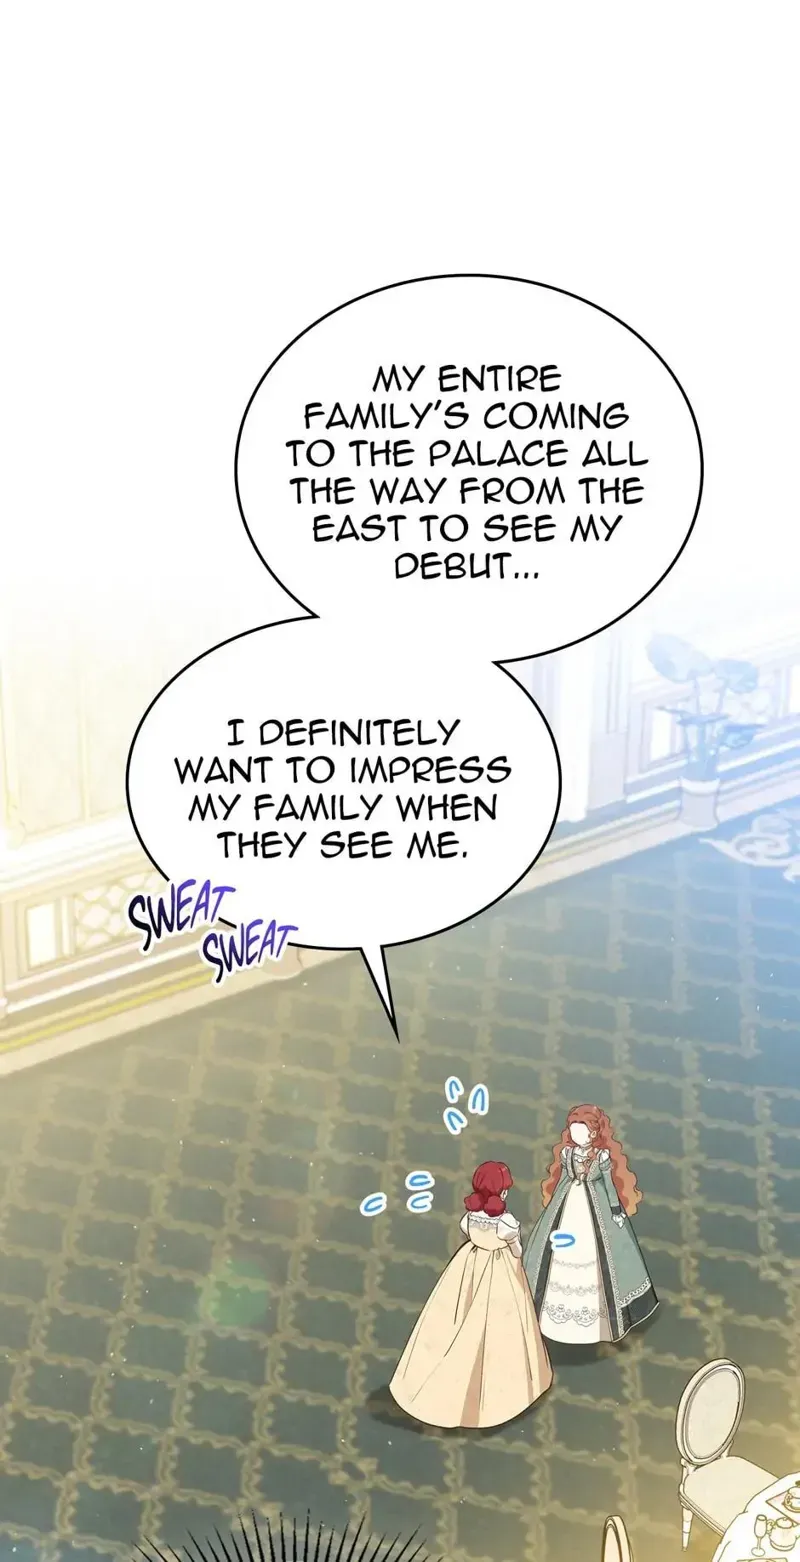 MY ENTIRE
FAMILY'S COMING
TO THE PALACE ALL
THE WAY FROM THE
EAST TO SEE MY
DEBUT...
I DEFINITELY
WANT TO IMPRESS
MY FAMILY WHEN
THEY SEE ME.
SWEAT
SWEAT